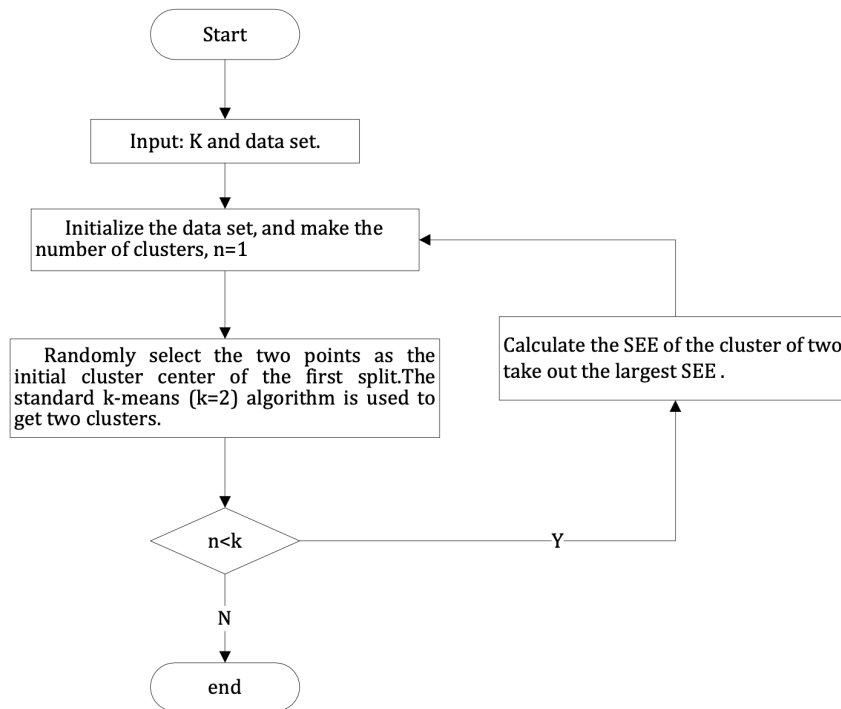 Start
Input: K and data set.
Initialize the data set, and make the
number of clusters, n=1
Randomly select the two points as the
initial cluster center of the first split.The
standard k-means (k=2) algorithm is used to
get two clusters.
Calculate the SEE of the cluster of two
take out the largest SEE .
n<k
Y
N
end